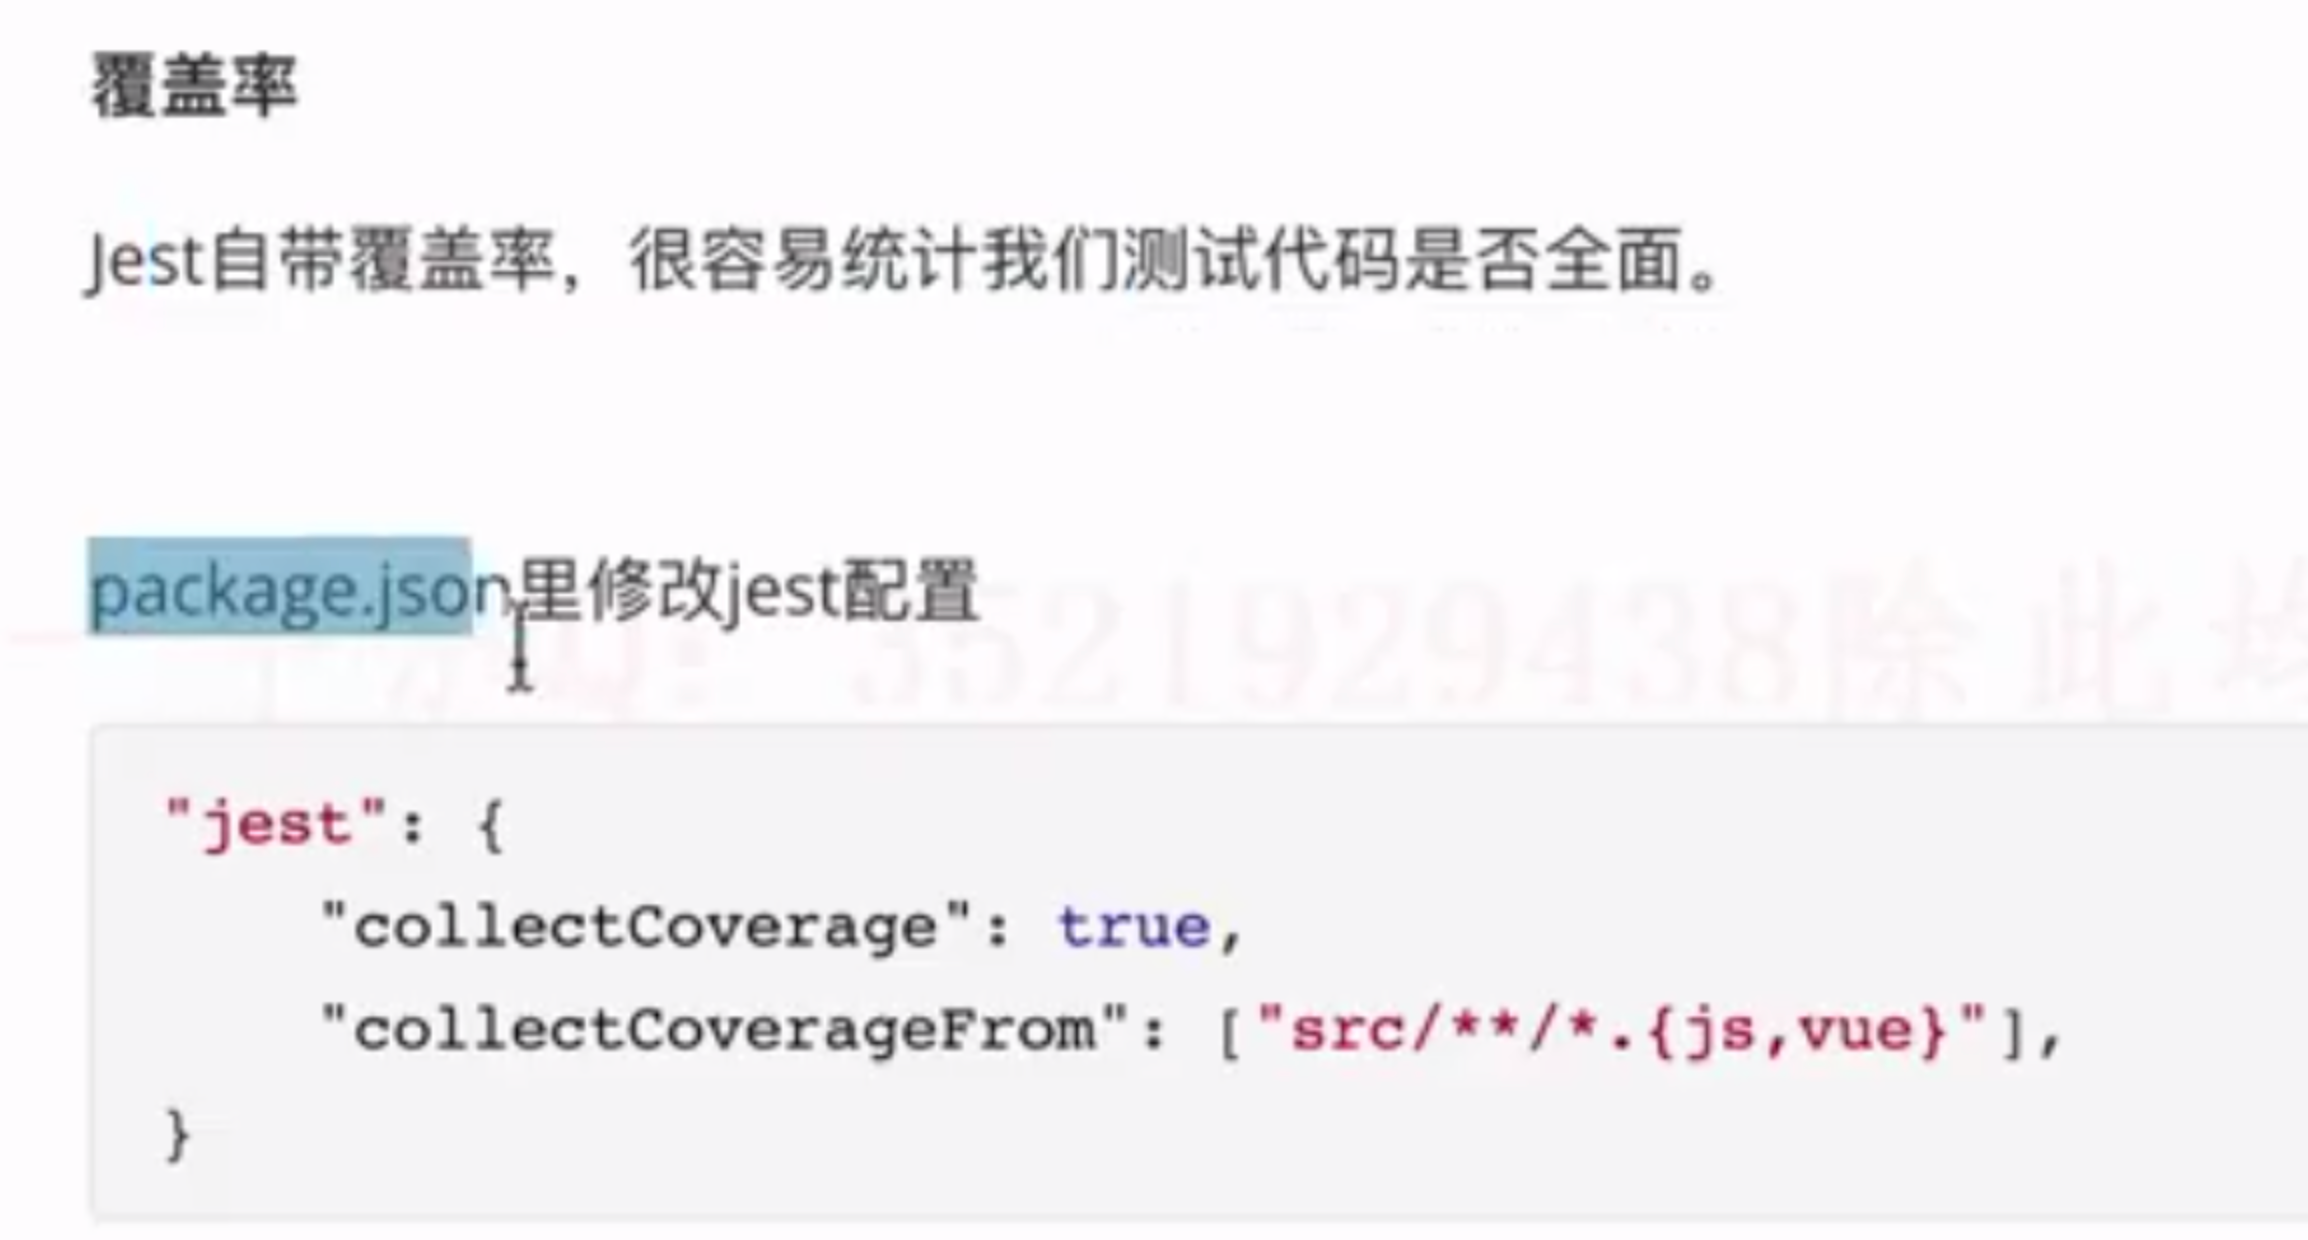 覆盖率
Jest自带覆盖率，很容易统计我们测试代码是否全面。
package.json里修改jest配置
3521929438除此
"jest": {
"collectCoverage": true,
"collectCoverageFrom": ["src/**/*.{js,vue}"],
}